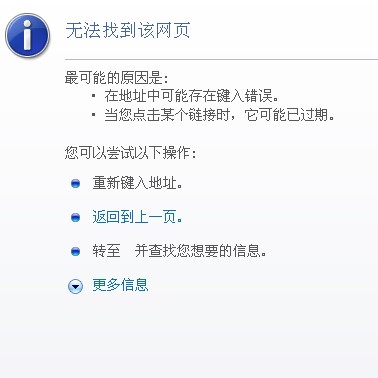 无法找到该网页
最可能的原因是:
• 在地址中可能存在键入错误。
• 当您点击某个链接时，它可能已过期。
您可以尝试以下操作:
重新键入地址。
返回到上一页。
转至 并查找您想要的信息。
更多信息